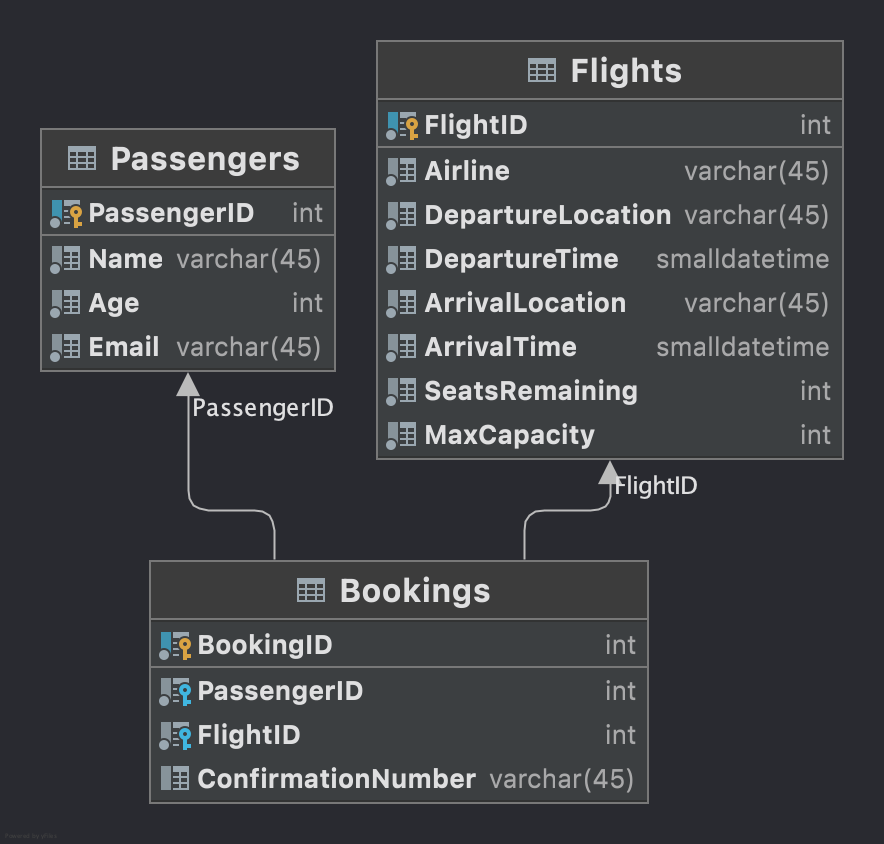 Passengers
PassengerID int
Name varchar(45)
Age int
Email varchar(45)
Flights
FlightID int
Airline varchar(45)
DepartureLocation varchar(45)
DepartureTime smalldatetime
ArrivalLocation varchar(45)
ArrivalTime smalldatetime
SeatsRemaining int
MaxCapacity int
PassengerID
FlightID
Bookings
BookingID int
PassengerID int
FlightID int
ConfirmationNumber varchar(45)